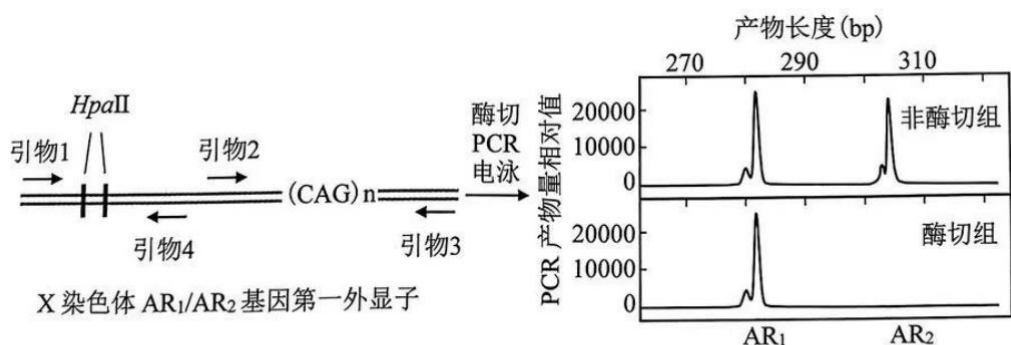 HpaII
引物1
引物2
(CAG)n
引物4
引物3
X 染色体 AR₁/AR₂ 基因第一外显子
酶切
PCR
电泳
产物长度(bp)
270 290 310
PCR 产物量相对值
20000
10000
0
非酶切组
20000
10000
0
酶切组
AR₁ AR₂